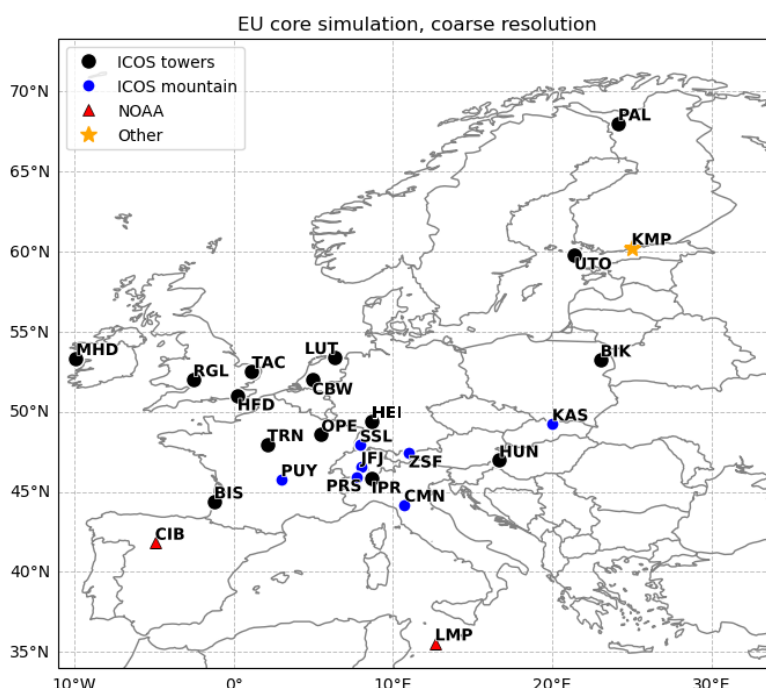 EU core simulation, coarse resolution
ICOS towers
ICOS mountain
NOAA
Other
70°N
65°N
60°N
55°N
50°N
45°N
40°N
35°N
PAL
KMP
UTO
MHD
RGL
TAC
LUT
BIK
CBW
HFD
HEI
KAS
TRN
OPE
SSL
HUN
JFJ
ZSF
PUY
PRS
IPR
BIS
CMN
CIB
LMP
10°W
0°
10°E
20°E
30°E